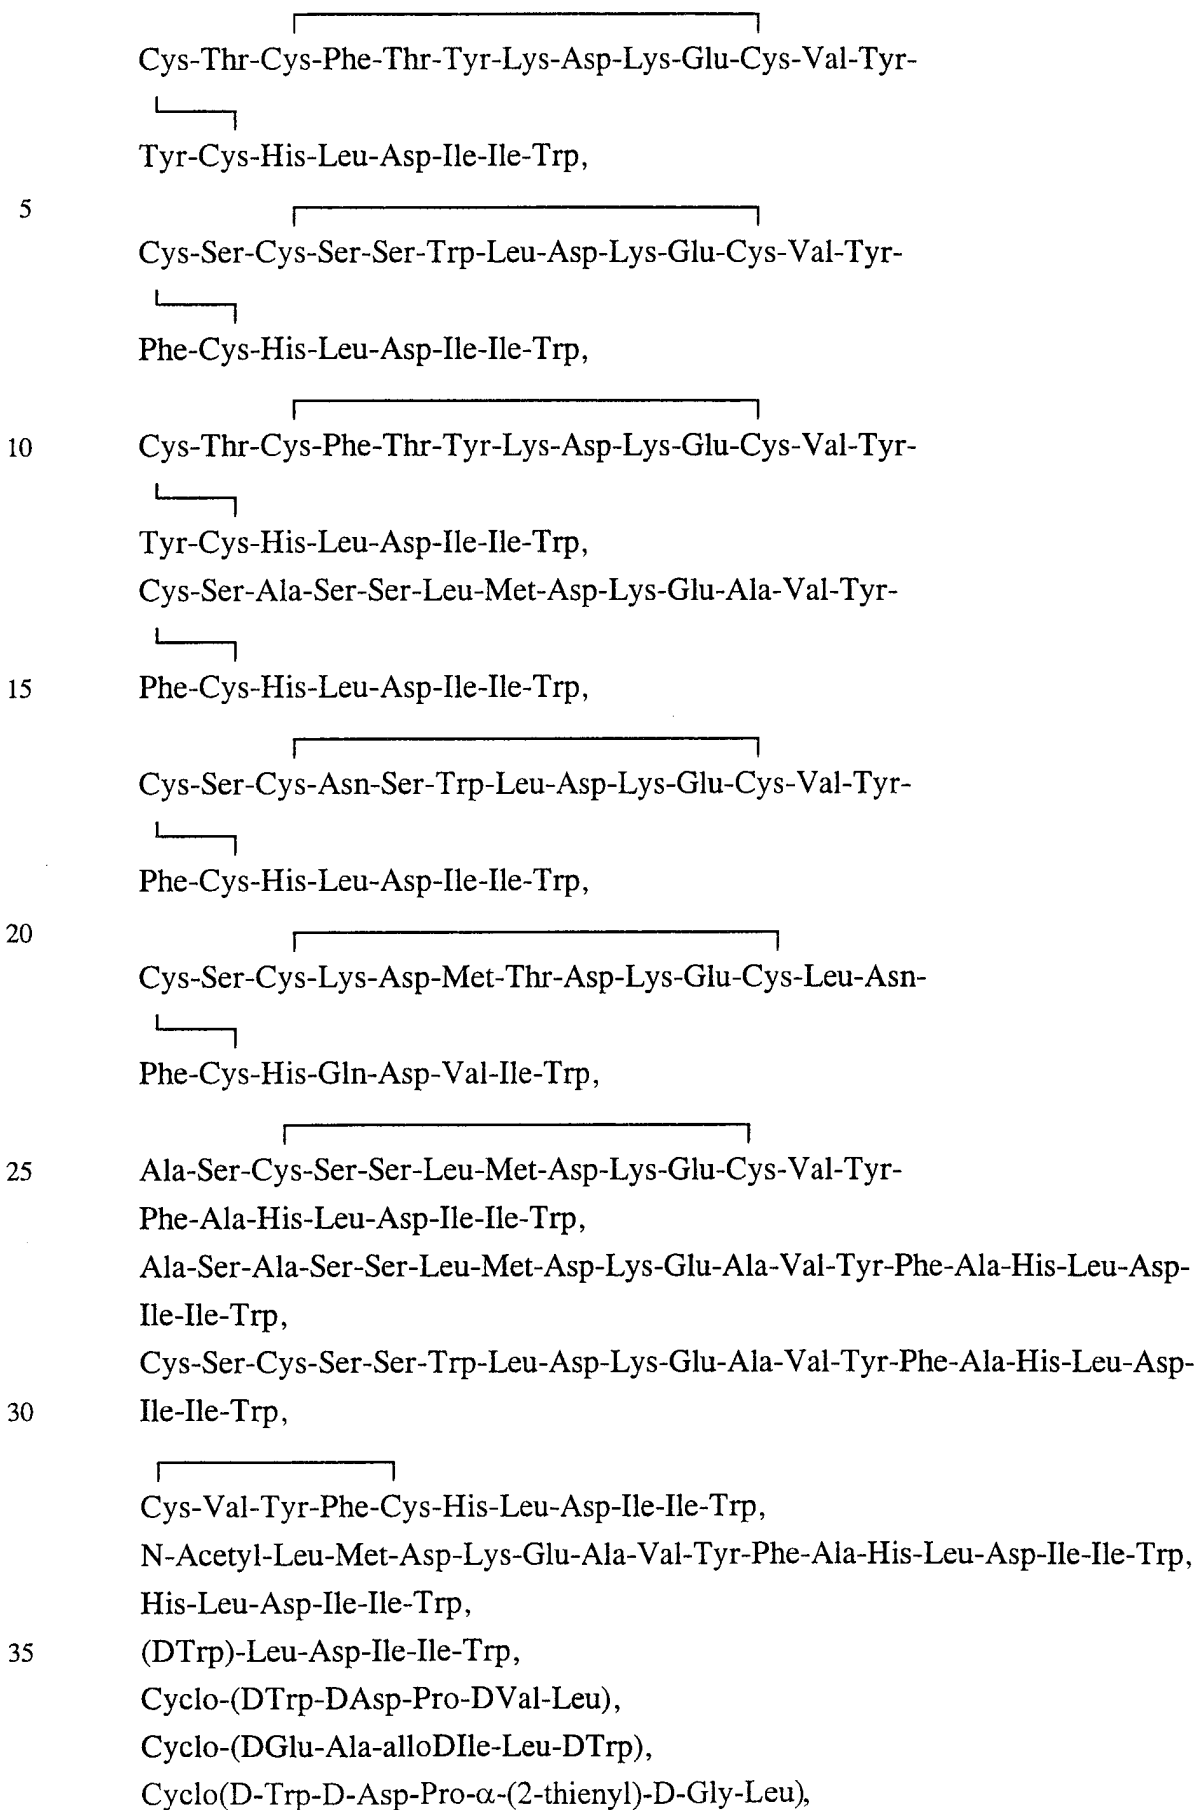 Cys-Thr-Cys-Phe-Thr-Tyr-Lys-Asp-Lys-Glu-Cys-Val-Tyr-
Tyr-Cys-His-Leu-Asp-Ile-Ile-Trp,
5
Cys-Ser-Cys-Ser-Ser-Trp-Leu-Asp-Lys-Glu-Cys-Val-Tyr-
Phe-Cys-His-Leu-Asp-Ile-Ile-Trp,
10 Cys-Thr-Cys-Phe-Thr-Tyr-Lys-Asp-Lys-Glu-Cys-Val-Tyr-
Tyr-Cys-His-Leu-Asp-Ile-Ile-Trp,
Cys-Ser-Ala-Ser-Ser-Leu-Met-Asp-Lys-Glu-Ala-Val-Tyr-
15 Phe-Cys-His-Leu-Asp-Ile-Ile-Trp,
Cys-Ser-Cys-Asn-Ser-Trp-Leu-Asp-Lys-Glu-Cys-Val-Tyr-
Phe-Cys-His-Leu-Asp-Ile-Ile-Trp,
20
Cys-Ser-Cys-Lys-Asp-Met-Thr-Asp-Lys-Glu-Cys-Leu-Asn-
Phe-Cys-His-Gln-Asp-Val-Ile-Trp,
25 Ala-Ser-Cys-Ser-Ser-Leu-Met-Asp-Lys-Glu-Cys-Val-Tyr-
Phe-Ala-His-Leu-Asp-Ile-Ile-Trp,
Ala-Ser-Ala-Ser-Ser-Leu-Met-Asp-Lys-Glu-Ala-Val-Tyr-Phe-Ala-His-Leu-Asp-
Ile-Ile-Trp,
Cys-Ser-Cys-Ser-Ser-Trp-Leu-Asp-Lys-Glu-Ala-Val-Tyr-Phe-Ala-His-Leu-Asp-
30 Ile-Ile-Trp,
Cys-Val-Tyr-Phe-Cys-His-Leu-Asp-Ile-Ile-Trp,
N-Acetyl-Leu-Met-Asp-Lys-Glu-Ala-Val-Tyr-Phe-Ala-His-Leu-Asp-Ile-Ile-Trp,
His-Leu-Asp-Ile-Ile-Trp,
35 (DTrp)-Leu-Asp-Ile-Ile-Trp,
Cyclo-(DTrp-DAsp-Pro-DVal-Leu),
Cyclo-(DGlu-Ala-alloDIle-Leu-DTrp),
Cyclo(D-Trp-D-Asp-Pro-α-(2-thienyl)-D-Gly-Leu),